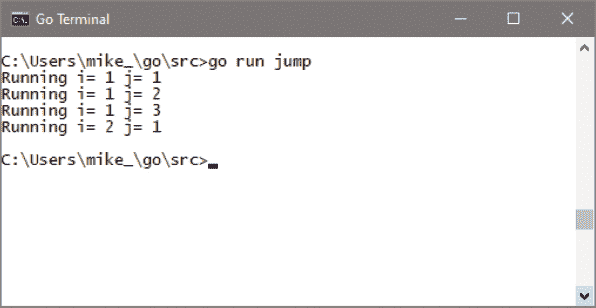 Go Terminal
C:\Users\mike_\go\src>go run jump
Running i= 1 j= 1
Running i= 1 j= 2
Running i= 1 j= 3
Running i= 2 j= 1
C:\Users\mike_\go\src>